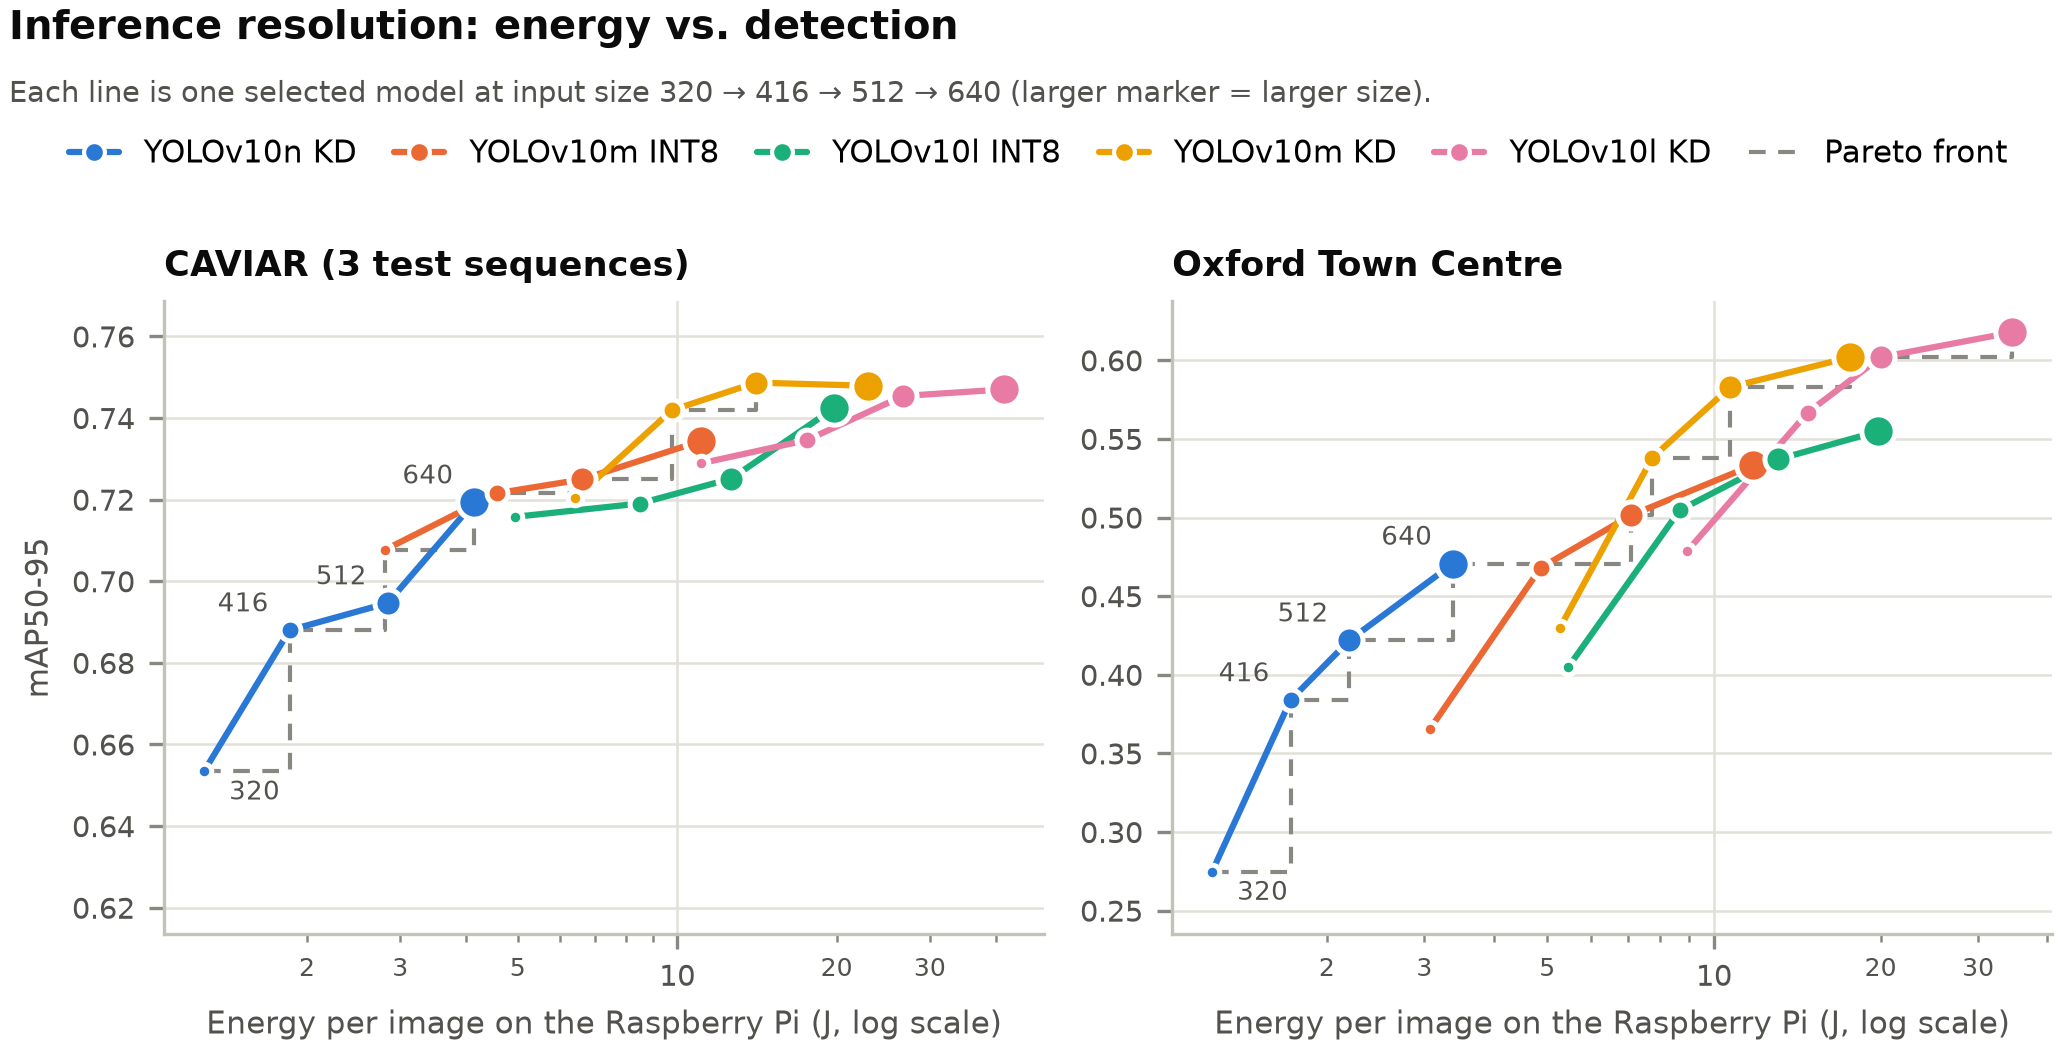 Inference resolution: energy vs. detection
Each line is one selected model at input size 320 → 416 → 512 → 640 (larger marker = larger size).
YOLOv10n KD YOLOv10m INT8 YOLOv10l INT8 YOLOv10m KD YOLOv10l KD Pareto front
CAVIAR (3 test sequences)
mAP50-95
0.76
0.74
0.72
0.70
0.68
0.66
0.64
0.62
640
512
416
320
2 3 5 10 20 30
Energy per image on the Raspberry Pi (J, log scale)
Oxford Town Centre
0.60
0.55
0.50
0.45
0.40
0.35
0.30
0.25
640
512
416
320
2 3 5 10 20 30
Energy per image on the Raspberry Pi (J, log scale)